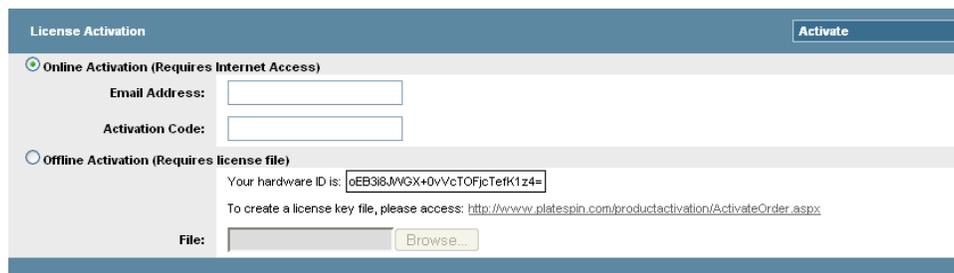 License Activation
Activate
Online Activation (Requires Internet Access)
Email Address:
Activation Code:
Offline Activation (Requires license file)
Your hardware ID is: oEB3i8JWGX+0vVcTOFjcTefK1z4=
To create a license key file, please access: http://www.platespin.com/productactivation/ActivateOrder.aspx
File:
Browse...